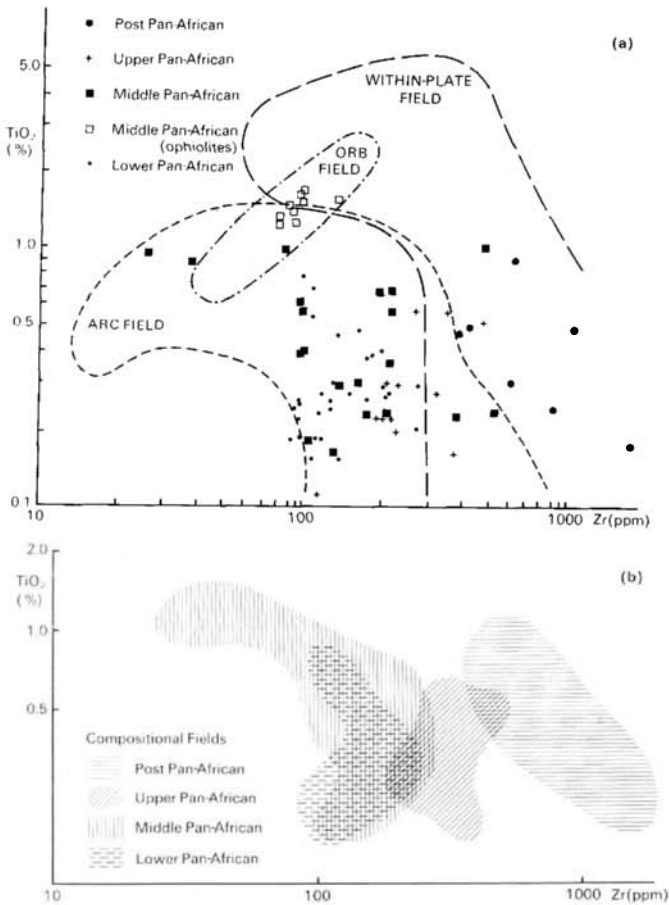 Post Pan-African
(a)
Upper Pan-African
5.0
WITHIN-PLATE
FIELD
Middle Pan-African
TiO₂
(%)
Middle Pan-African
(ophiolites)
ORB
FIELD
Lower Pan-African
1.0
0.5
ARC FIELD
0.1
10
100
1000
Zr(ppm)
2.0
TiO₂
(%)
(b)
1.0
0.5
Compositional Fields
Post Pan-African
Upper Pan-African
Middle Pan-African
Lower Pan-African
10
100
1000
Zr(ppm)